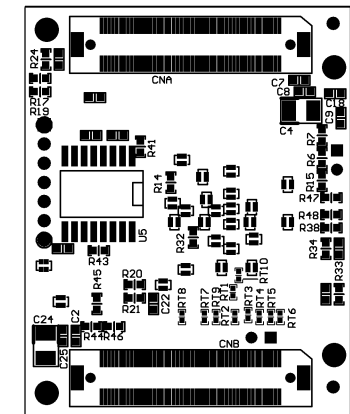 R24
CNA
C7
C8
R17
R19
C18
C9
C4
R7
R41
R6
R14
R15
R47
U5
R48
R38
R32
R34
R43
R33
RT10
R45
R20
RT1
R21
C22
RT8
RT7
RT9
RT2
RT3
RT4
RT5
RT6
C24
C2
R44
R46
CNB
C25